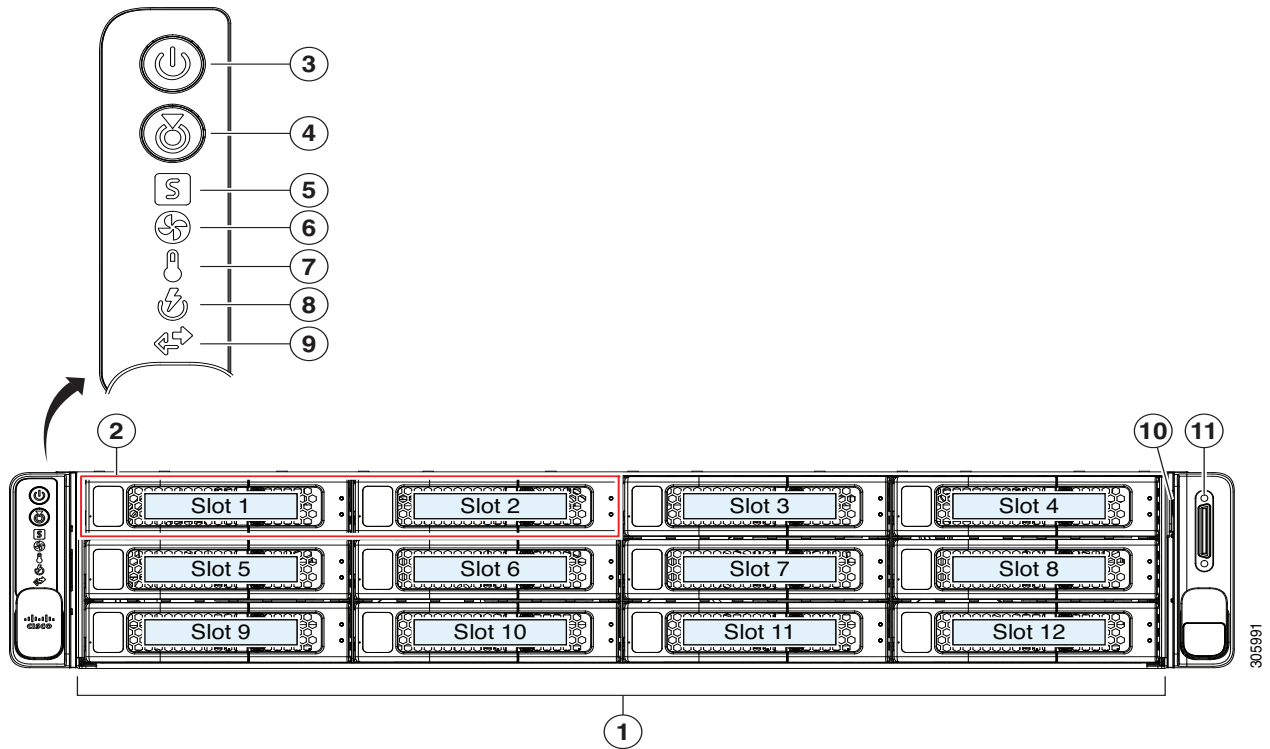 3
4
S
5
6
7
8
9
2
10
11
Slot 1
Slot 2
Slot 3
Slot 4
S
Slot 5
Slot 6
Slot 7
Slot 8
cisco
Slot 9
Slot 10
Slot 11
Slot 12
305991
1